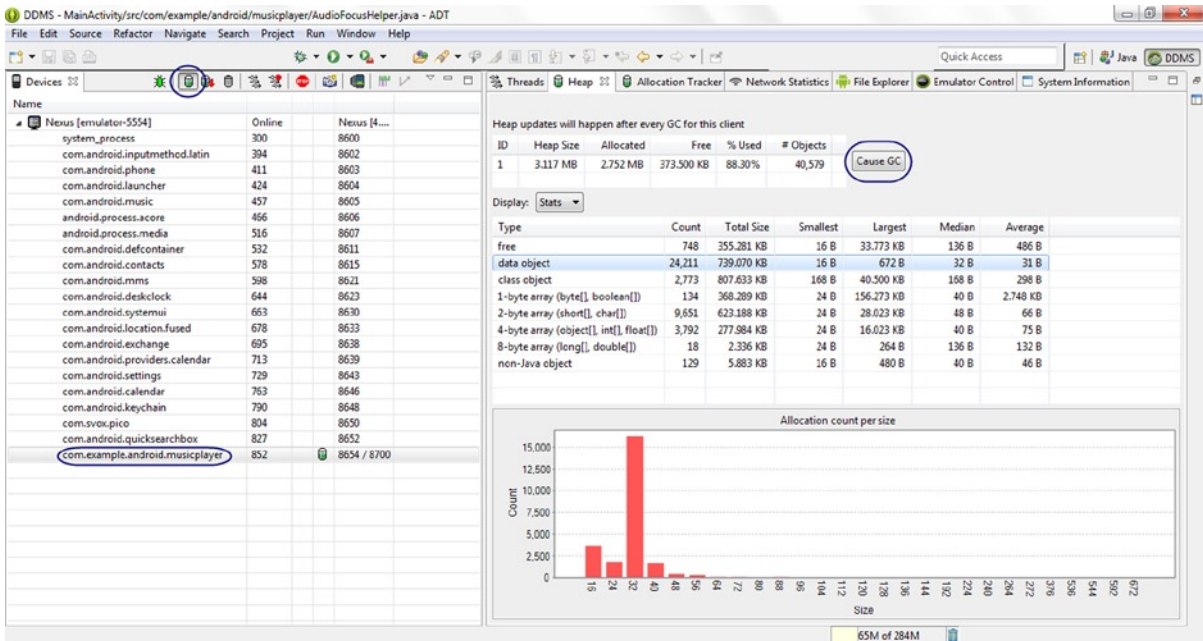 DDMS - MainActivity/src/com/example/android/musicplayer/AudioFocusHelper.java - ADT
File Edit Source Refactor Navigate Search Project Run Window Help
Quick Access
Java
DDMS
Devices
Threads Heap Allocation Tracker Network Statistics File Explorer Emulator Control System Information
Name
Nexus [emulator-5554] Online Nexus [4....
system_process 300 8600
com.android.inputmethod.latin 394 8602
com.android.phone 411 8603
com.android.launcher 424 8604
com.android.music 457 8605
android.process.acore 466 8606
android.process.media 516 8607
com.android.defcontainer 532 8611
com.android.contacts 578 8615
com.android.mms 598 8621
com.android.deskclock 644 8623
com.android.systemui 663 8630
com.android.location.fused 678 8633
com.android.exchange 695 8638
com.android.providers.calendar 713 8639
com.android.settings 729 8643
com.android.calendar 763 8646
com.android.keychain 790 8648
com.svox.pico 804 8650
com.android.quicksearchbox 827 8652
com.example.android.musicplayer 852 8654 / 8700
Heap updates will happen after every GC for this client
ID Heap Size Allocated Free % Used # Objects
1 3.117 MB 2.752 MB 373.500 KB 88.30% 40,579
Cause GC
Display: Stats
Type Count Total Size Smallest Largest Median Average
free 748 355.281 KB 16 B 33.773 KB 136 B 486 B
data object 24,211 739.070 KB 16 B 672 B 32 B 31 B
class object 2,773 807.633 KB 168 B 40.500 KB 168 B 298 B
1-byte array (byte[], boolean[]) 134 368.289 KB 24 B 156.273 KB 40 B 2.748 KB
2-byte array (short[], char[]) 9,651 623.188 KB 24 B 28.023 KB 48 B 66 B
4-byte array (object[], int[], float[]) 3,792 277.984 KB 24 B 16.023 KB 40 B 75 B
8-byte array (long[], double[]) 18 2.336 KB 24 B 264 B 136 B 132 B
non-Java object 129 5.883 KB 16 B 480 B 40 B 46 B
Allocation count per size
Count
15,000
12,500
10,000
7,500
5,000
2,500
0
16 24 32 40 48 56 64 72 80 88 96 104 112 120 128 136 144 192 224 240 264 272 376 536 544 592 672
Size
65M of 284M